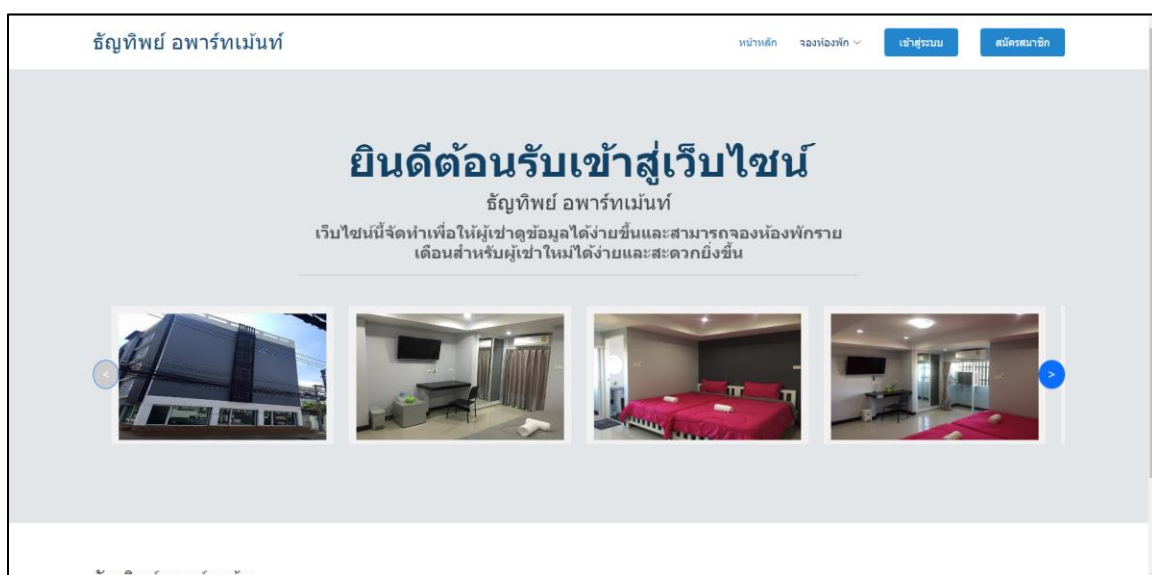 ธัญทิพย์ อพาร์ทเม้นท์
หน้าหลัก จองห้องพัก เข้าสู่ระบบ สมัครสมาชิก
ยินดีต้อนรับเข้าสู่เว็บไซน์
ธัญทิพย์ อพาร์ทเม้นท์
เว็บไซน์นี้จัดทำเพื่อให้ผู้เช่าดูข้อมูลได้ง่ายขึ้นและสามารถจองห้องพักราย
เดือนสำหรับผู้เช่าใหม่ได้ง่ายและสะดวกยิ่งขึ้น
< >